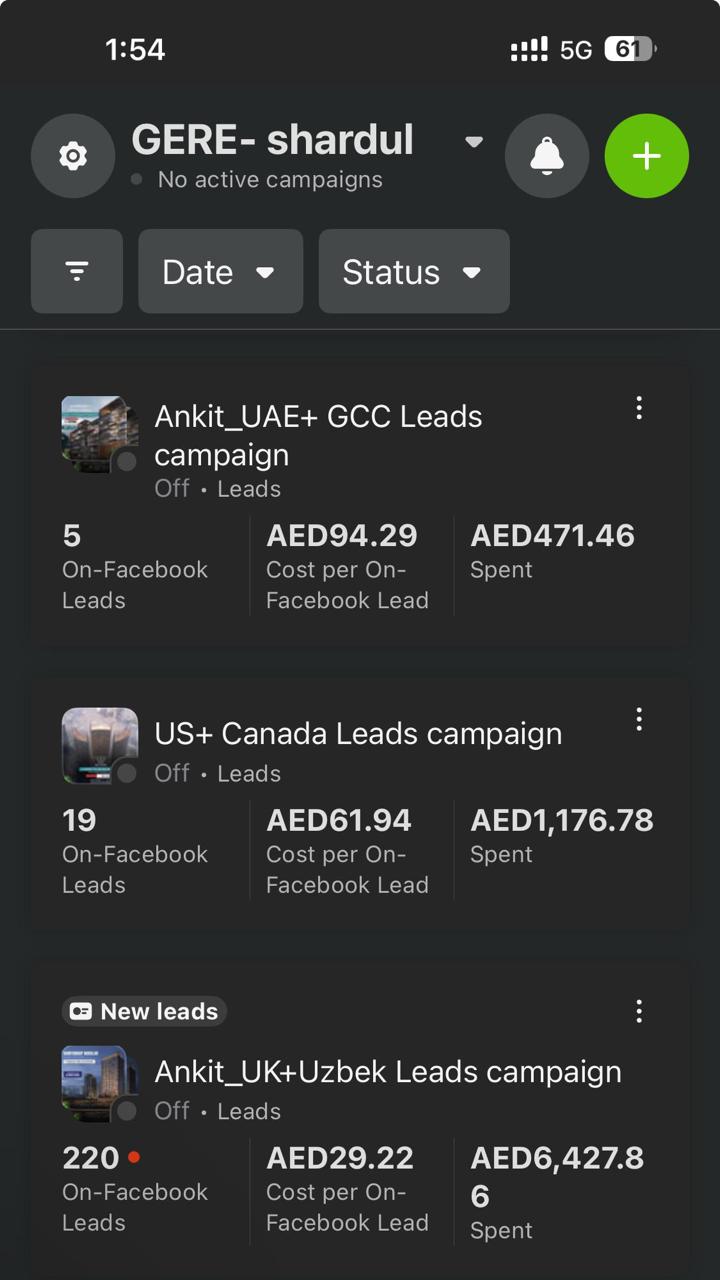 1:54
5G
61
GERE- shardul
No active campaigns
Date
Status
Ankit_UAE+ GCC Leads
campaign
Off • Leads
5
On-Facebook
Leads
AED94.29
Cost per On-
Facebook Lead
AED471.46
Spent
US+ Canada Leads campaign
Off • Leads
19
On-Facebook
Leads
AED61.94
Cost per On-
Facebook Lead
AED1,176.78
Spent
New leads
Ankit_UK+Uzbek Leads campaign
Off • Leads
220
On-Facebook
Leads
AED29.22
Cost per On-
Facebook Lead
AED6,427.8
6
Spent